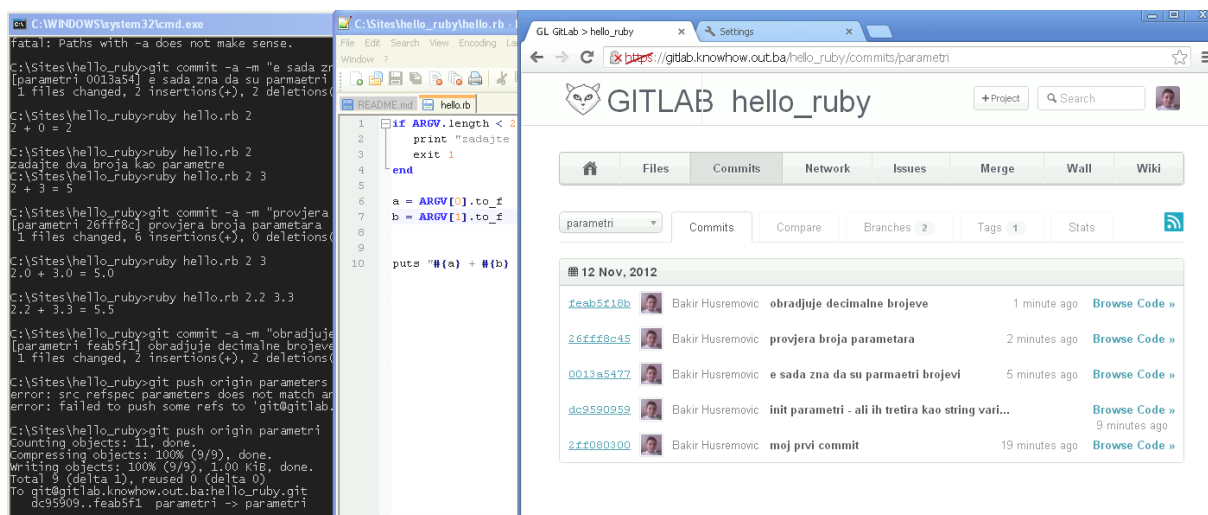 C:\WINDOWS\system32\cmd.exe
fatal: Paths with -a does not make sense.
C:\Sites\hello_ruby>git commit -a -m "e sada zn
[parametri 0013a54] e sada zna da su parmaetri
1 files changed, 2 insertions(+), 2 deletions(
C:\Sites\hello_ruby>ruby hello.rb 2
2 + 0 = 2
C:\Sites\hello_ruby>ruby hello.rb 2
zadajte dva broja kao parametre
C:\Sites\hello_ruby>ruby hello.rb 2 3
2 + 3 = 5
C:\Sites\hello_ruby>git commit -a -m "provjera
[parametri 26fff8c] provjera broja parametara
1 files changed, 6 insertions(+), 0 deletions(
C:\Sites\hello_ruby>ruby hello.rb 2 3
2.0 + 3.0 = 5.0
C:\Sites\hello_ruby>ruby hello.rb 2.2 3.3
2.2 + 3.3 = 5.5
C:\Sites\hello_ruby>git commit -a -m "obradjuje
[parametri feab5f1] obradjuje decimalne brojeve
1 files changed, 2 insertions(+), 2 deletions(
C:\Sites\hello_ruby>git push origin parameters
error: src refspec parameters does not match an
error: failed to push some refs to 'git@gitlab.
C:\Sites\hello_ruby>git push origin parametri
Counting objects: 11, done.
Compressing objects: 100% (9/9), done.
Writing objects: 100% (9/9), 1.00 KiB, done.
Total 9 (delta 1), reused 0 (delta 0)
To git@gitlab.knowhow.out.ba:hello_ruby.git
dc95909..feab5f1 parametri -> parametri
C:\Sites\hello_ruby\hello.rb -
File Edit Search View Encoding La
Window ?
README.md hello.rb
1 if ARGV.length < 2
2 print "zadajte
3 exit 1
4 end
5
6 a = ARGV[0].to_f
7 b = ARGV[1].to_f
8
9
10 puts "#{a} + #{b}
GL GitLab > hello_ruby
Settings
https://gitlab.knowhow.out.ba/hello_ruby/commits/parametri
GITLAB hello_ruby
+ Project
Search
Files Commits Network Issues Merge Wall Wiki
parametri Commits Compare Branches 2 Tags 1 Stats
12 Nov, 2012
feab5f18b Bakir Husremovic obradjuje decimalne brojeve 1 minute ago Browse Code »
26fff8c45 Bakir Husremovic provjera broja parametara 2 minutes ago Browse Code »
0013a5477 Bakir Husremovic e sada zna da su parmaetri brojevi 5 minutes ago Browse Code »
dc9590959 Bakir Husremovic init parametri - ali ih tretira kao string vari... Browse Code »
9 minutes ago
2ff080300 Bakir Husremovic moj prvi commit 19 minutes ago Browse Code »